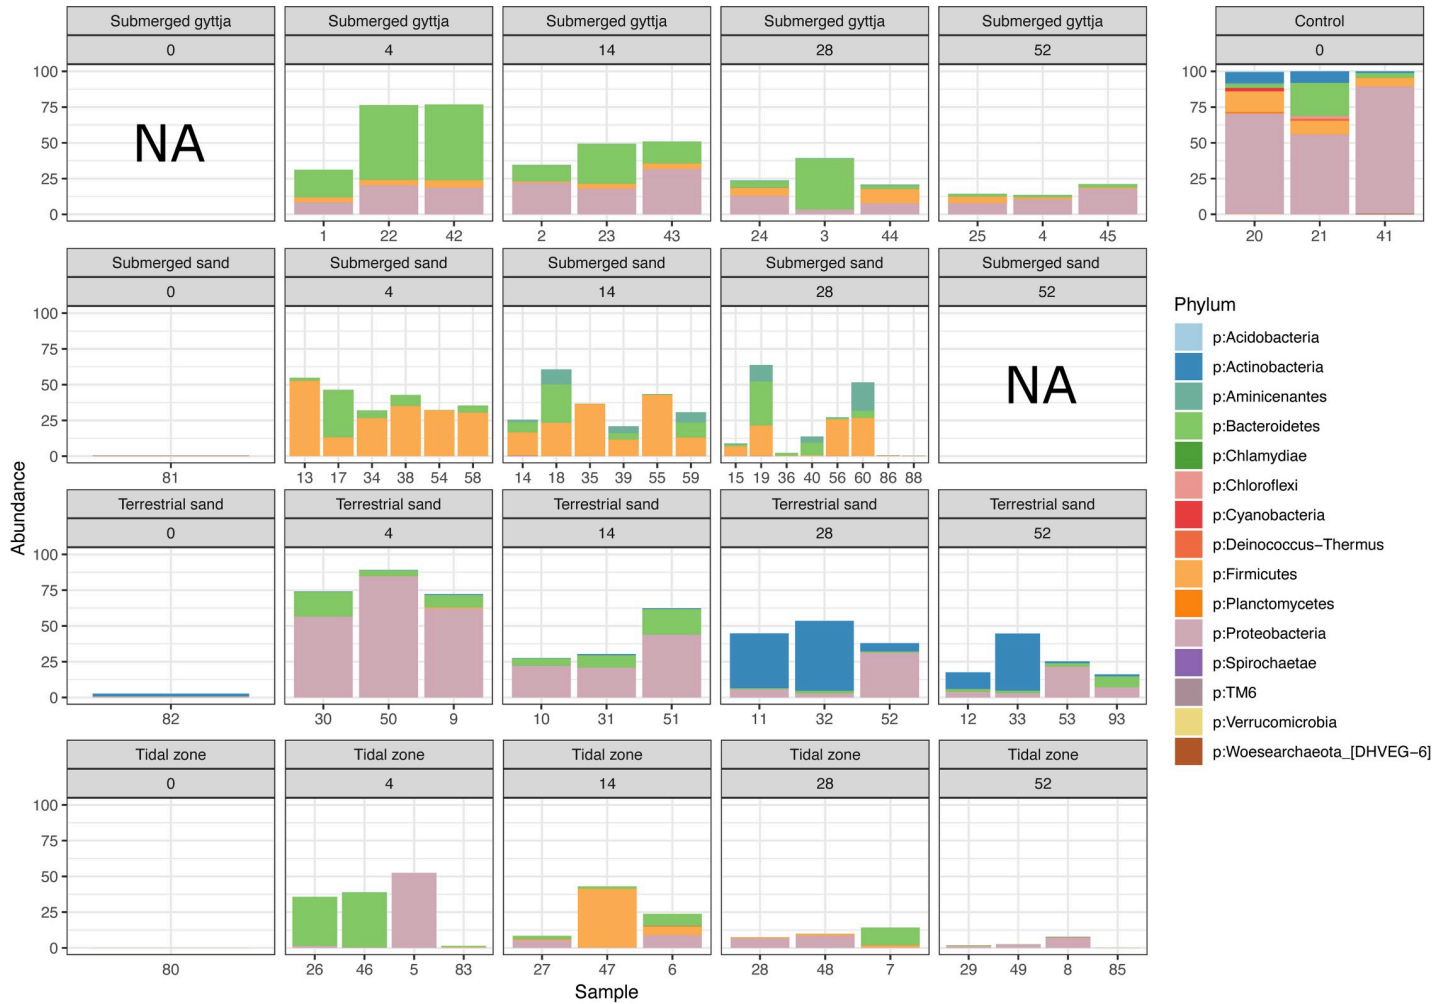 Submerged gyttja Submerged gyttja Submerged gyttja Submerged gyttja Submerged gyttja Control
0 4 14 28 52 0
100 100
75 75
NA
50 50
25 25
0 0
1 22 42 2 23 43 24 3 44 25 4 45 20 21 41
Submerged sand Submerged sand Submerged sand Submerged sand Submerged sand
0 4 14 28 52
100
75
NA
50
25
0
81 13 17 34 38 54 58 14 18 35 39 55 59 15 19 36 40 56 60 86 88
Terrestrial sand Terrestrial sand Terrestrial sand Terrestrial sand Terrestrial sand
0 4 14 28 52
100
75
50
25
0
82 30 50 9 10 31 51 11 32 52 12 33 53 93
Tidal zone Tidal zone Tidal zone Tidal zone Tidal zone
0 4 14 28 52
100
75
50
25
0
80 26 46 5 83 27 47 6 28 48 7 29 49 8 85
Abundance
Sample
Phylum
p:Acidobacteria
p:Actinobacteria
p:Aminicenantes
p:Bacteroidetes
p:Chlamydiae
p:Chloroflexi
p:Cyanobacteria
p:Deinococcus−Thermus
p:Firmicutes
p:Planctomycetes
p:Proteobacteria
p:Spirochaetae
p:TM6
p:Verrucomicrobia
p:Woesearchaeota_[DHVEG−6]